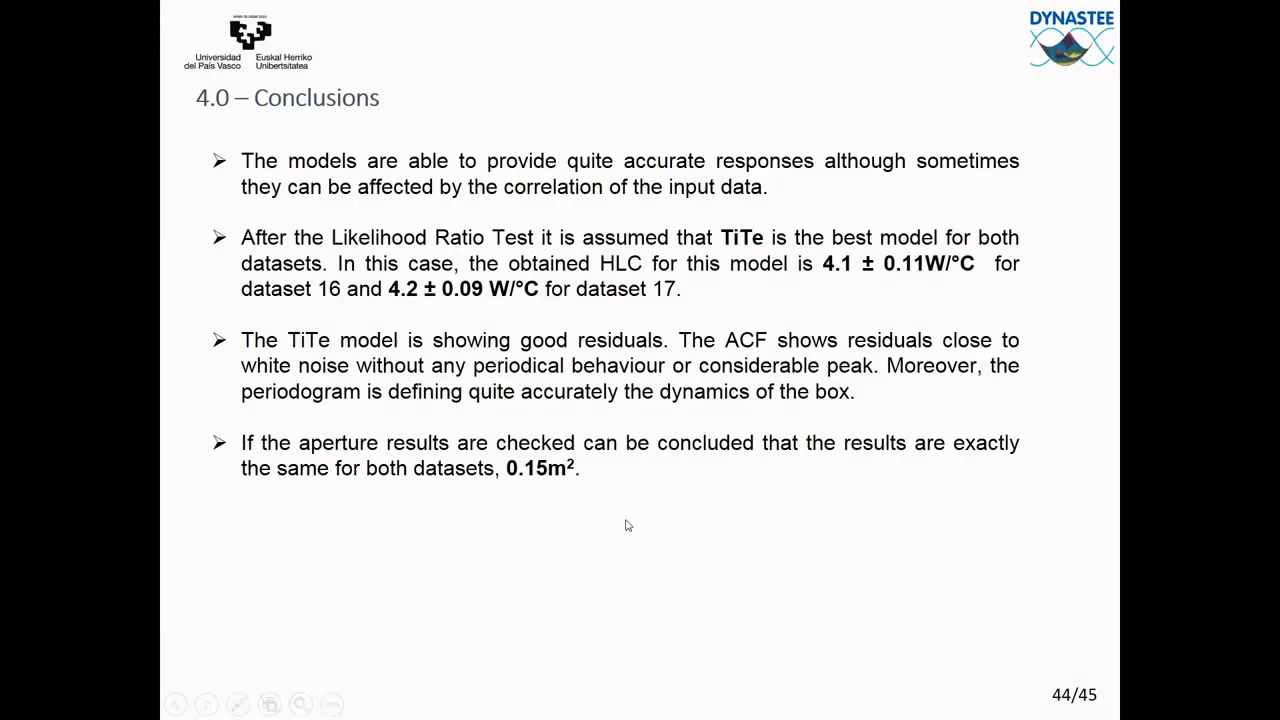 DYNASTEE
Universidad del País Vasco
Euskal Herriko Unibertsitatea
4.0 – Conclusions
➢ The models are able to provide quite accurate responses although sometimes
they can be affected by the correlation of the input data.
➢ After the Likelihood Ratio Test it is assumed that TiTe is the best model for both
datasets. In this case, the obtained HLC for this model is 4.1 ± 0.11W/°C for
dataset 16 and 4.2 ± 0.09 W/°C for dataset 17.
➢ The TiTe model is showing good residuals. The ACF shows residuals close to
white noise without any periodical behaviour or considerable peak. Moreover, the
periodogram is defining quite accurately the dynamics of the box.
➢ If the aperture results are checked can be concluded that the results are exactly
the same for both datasets, 0.15m².
44/45